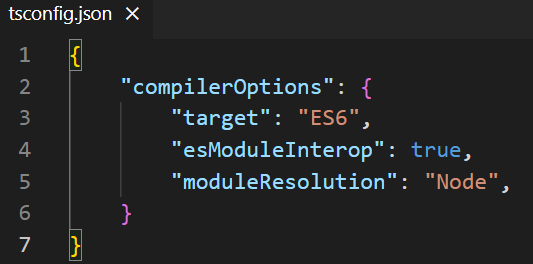 tsconfig.json ×
1 {
2     "compilerOptions": {
3         "target": "ES6",
4         "esModuleInterop": true,
5         "moduleResolution": "Node",
6     }
7 }